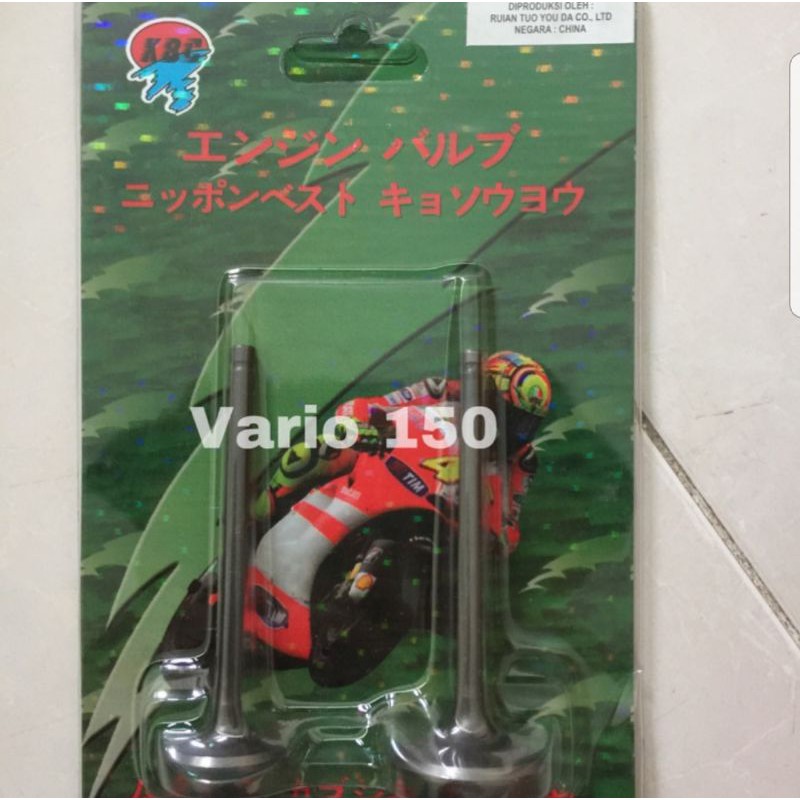 DIPRODUKSI OLEH :
RUIAN TUO YOU DA CO., LTD
NEGARA : CHINA
KBC
エンジン バルブ
ニッポンベスト キョソウヨウ
Vario 150
TIM